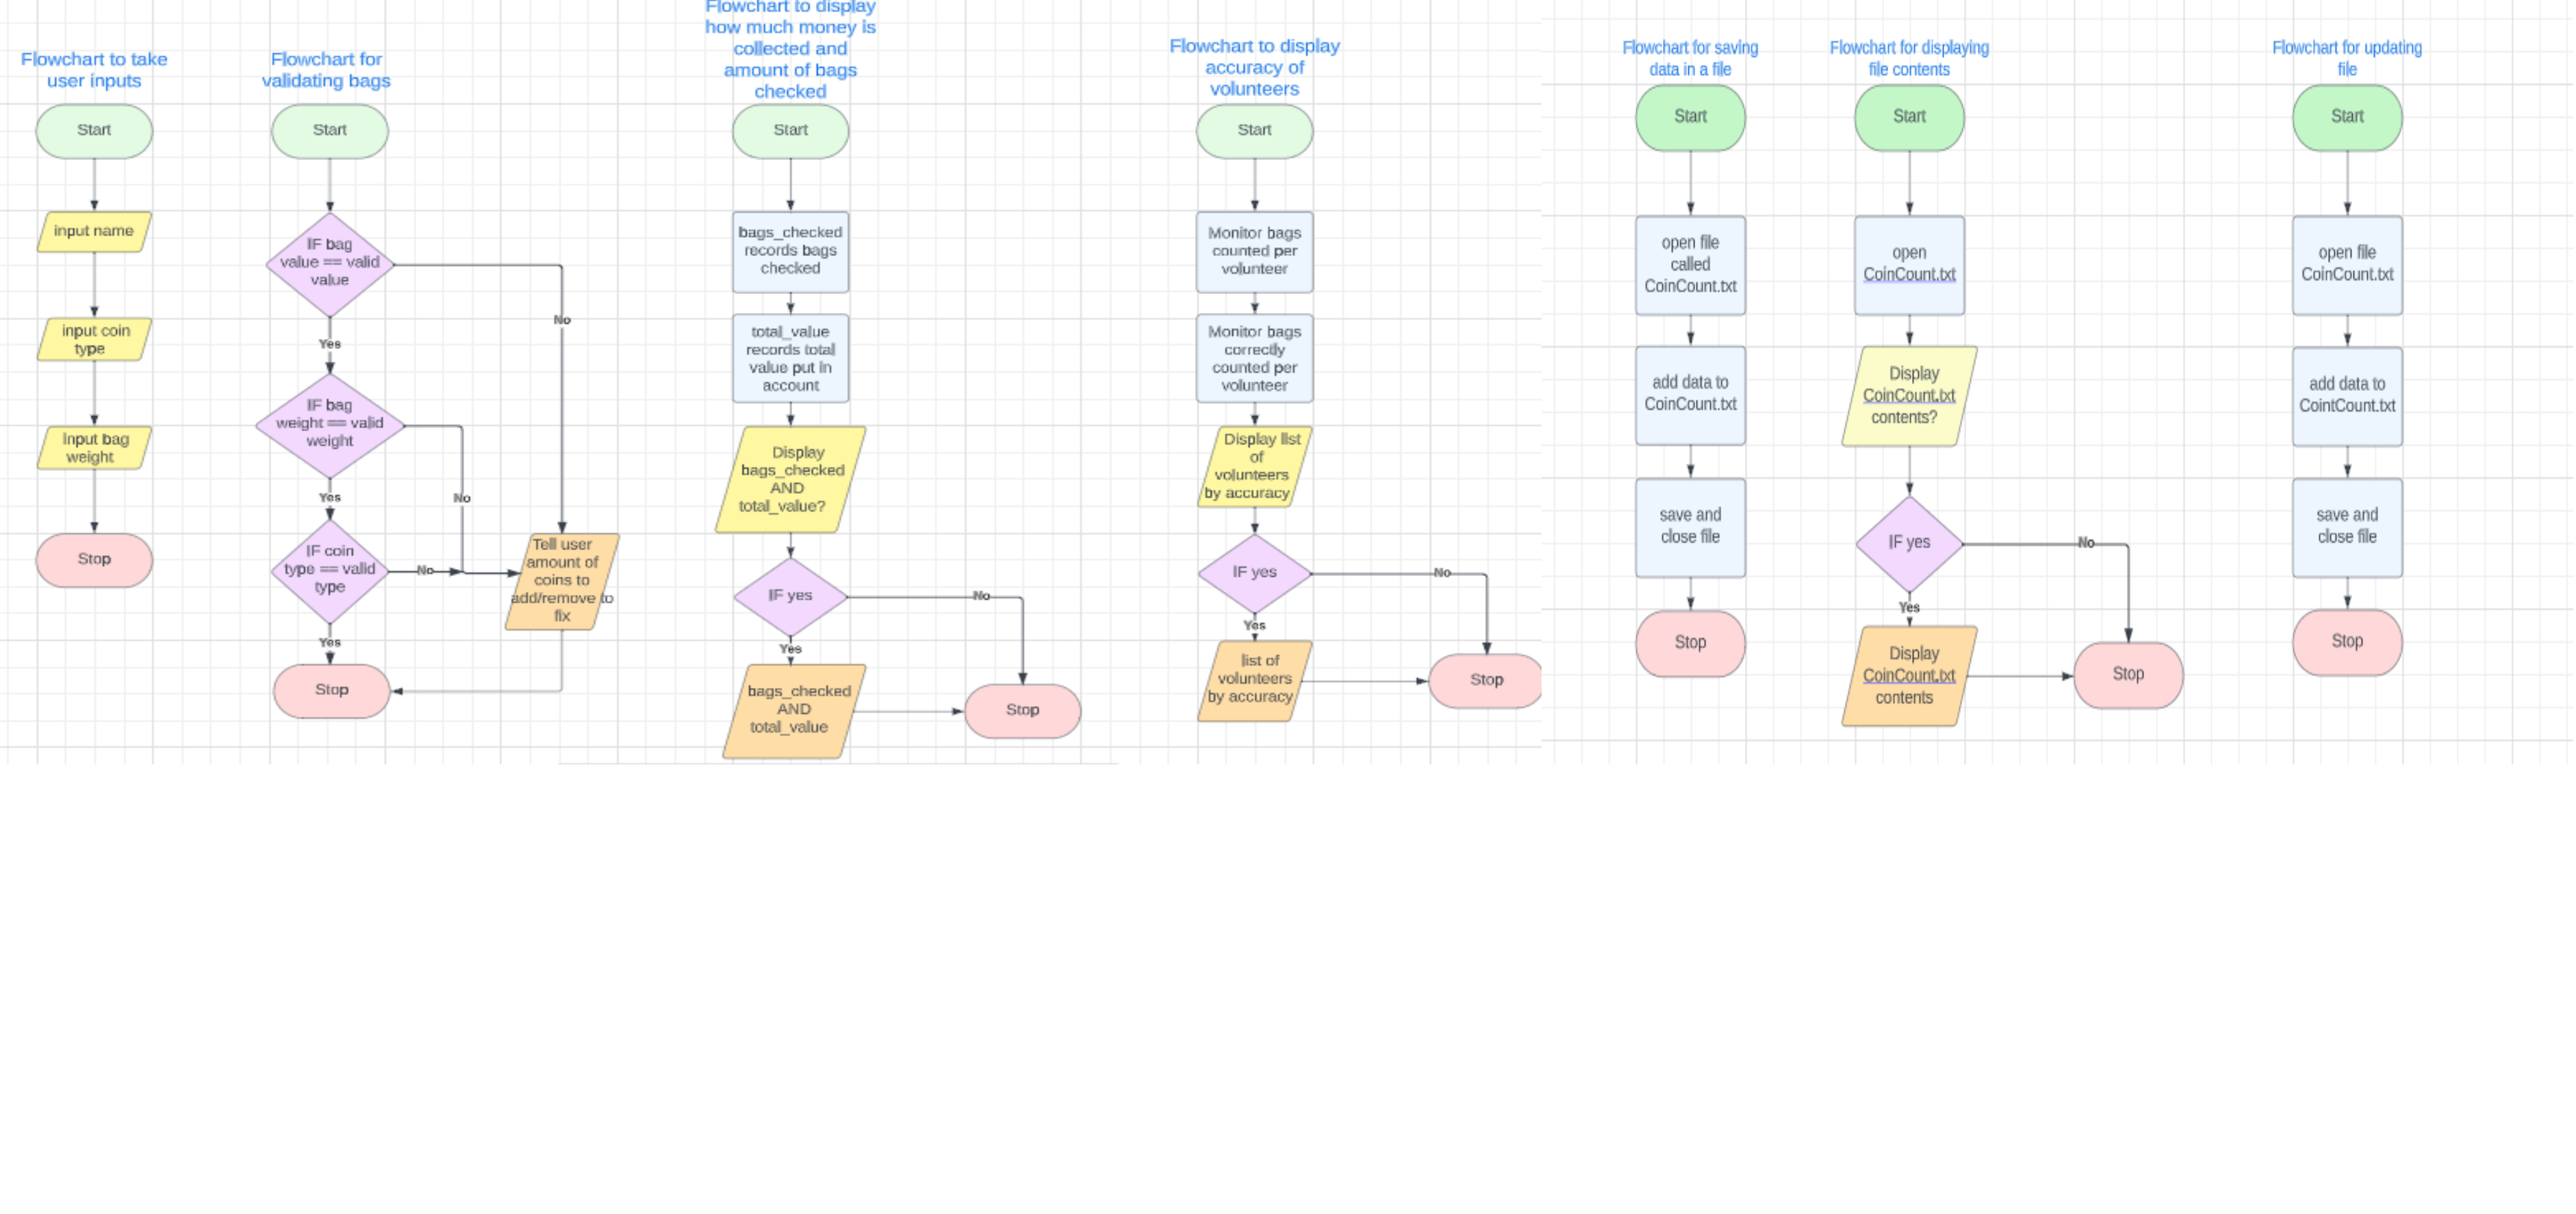 Flowchart to take
user inputs
Start
input name
input coin
type
Input bag
weight
Stop
Flowchart for
validating bags
Start
IF bag
value == valid
value
Yes
No
IF bag
weight == valid
weight
Yes
No
IF coin
type == valid
type
No
Yes
Tell user
amount of
coins to
add/remove to
fix
Stop
Flowchart to display
how much money is
collected and
amount of bags
checked
Start
bags_checked
records bags
checked
total_value
records total
value put in
account
Display
bags_checked
AND
total_value?
IF yes
No
Yes
bags_checked
AND
total_value
Stop
Flowchart to display
accuracy of
volunteers
Start
Monitor bags
counted per
volunteer
Monitor bags
correctly
counted per
volunteer
Display list
of
volunteers
by accuracy
IF yes
No
Yes
list of
volunteers
by accuracy
Stop
Flowchart for saving
data in a file
Start
open file
called
CoinCount.txt
add data to
CoinCount.txt
save and
close file
Stop
Flowchart for displaying
file contents
Start
open
CoinCount.txt
Display
CoinCount.txt
contents?
IF yes
No
Yes
Display
CoinCount.txt
contents
Stop
Flowchart for updating
file
Start
open file
CoinCount.txt
add data to
CointCount.txt
save and
close file
Stop